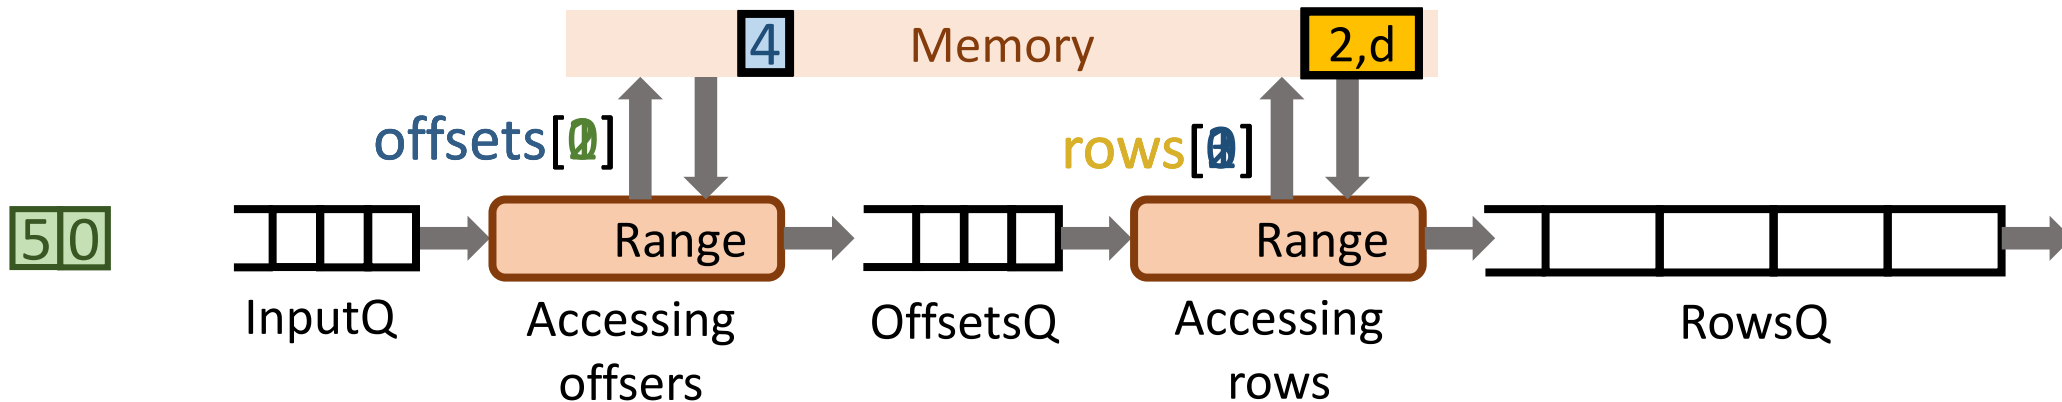 4 Memory 2,d
offsets[]
rows[]
5 0
Range
Range
InputQ
Accessing
offsers
OffsetsQ
Accessing
rows
RowsQ